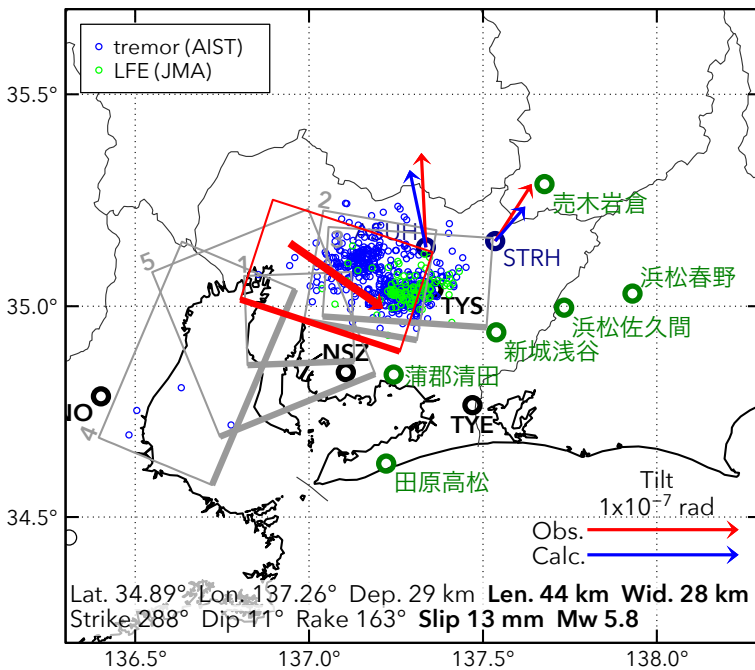 tremor (AIST)
LFE (JMA)
35.5°
35.0°
34.5°
136.5°
137.0°
137.5°
138.0°
1
2
3
4
5
売木岩倉
STRH
浜松春野
TYS
浜松佐久間
新城浅谷
NSZ
蒲郡清田
NO
TYE
田原高松
Tilt
1x10⁻⁷ rad
Obs.
Calc.
Lat. 34.89° Lon. 137.26° Dep. 29 km Len. 44 km Wid. 28 km
Strike 288° Dip 11° Rake 163° Slip 13 mm Mw 5.8